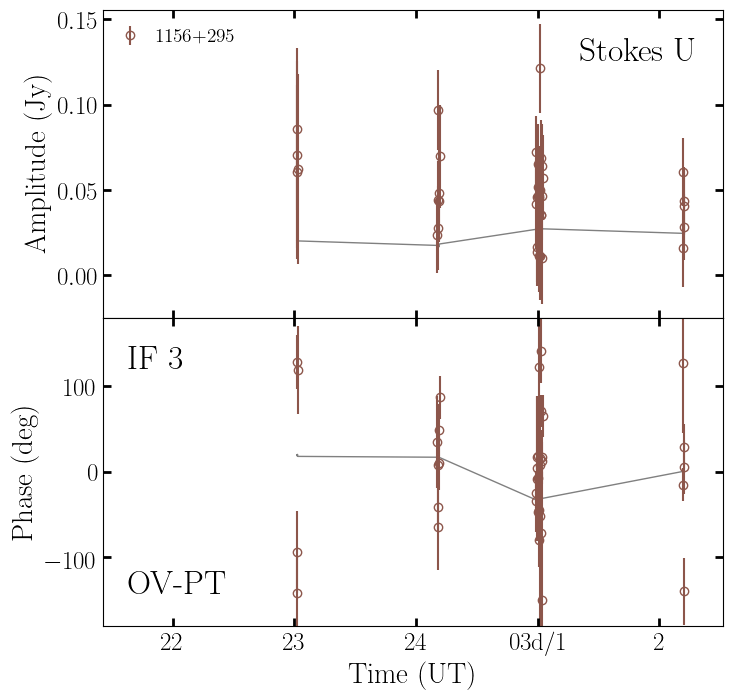 1156+295
Stokes U
0.15
0.10
0.05
0.00
Amplitude (Jy)
IF 3
OV-PT
100
0
−100
Phase (deg)
22 23 24 03d/1 2
Time (UT)